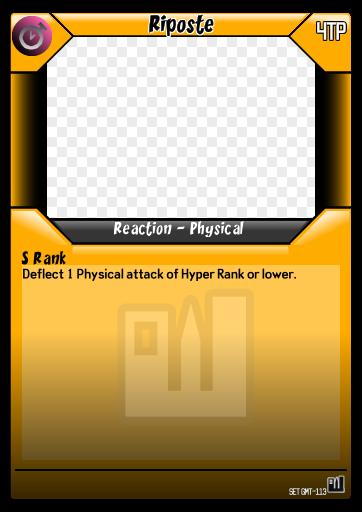 Riposte
4TP
Reaction - Physical
S Rank
Deflect 1 Physical attack of Hyper Rank or lower.
SET GMT-113